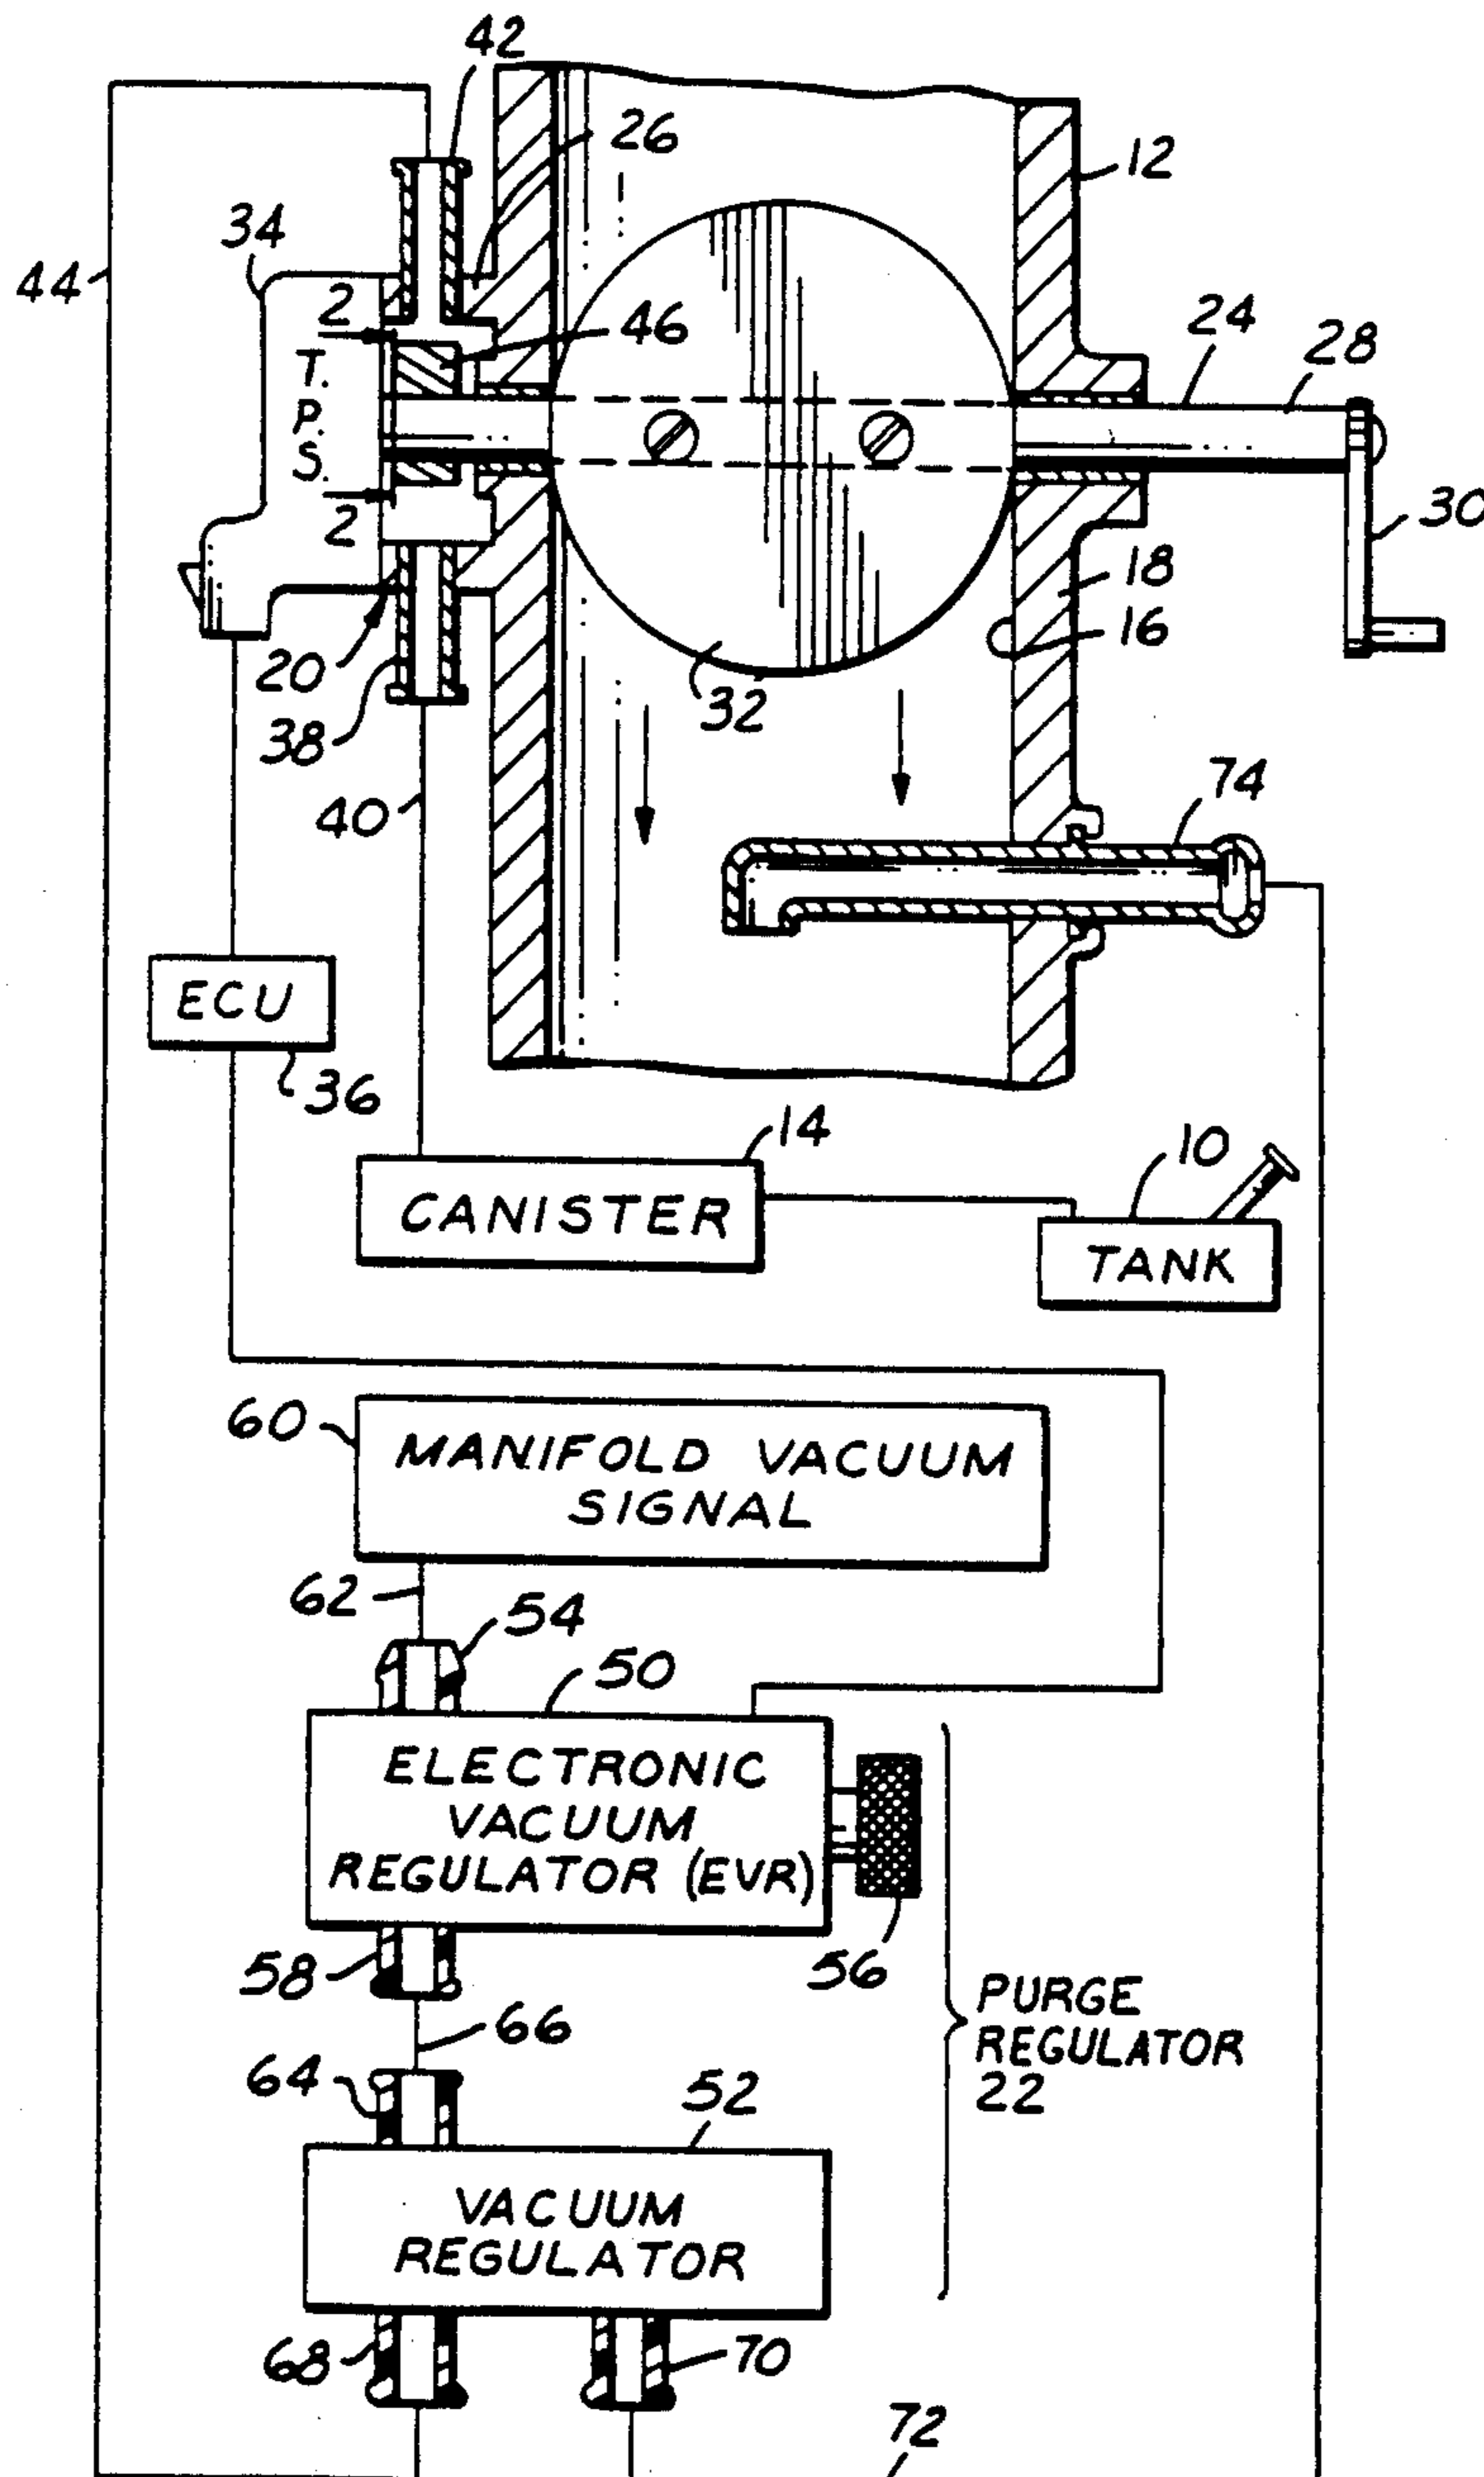 42
26
12
34
44
2
46
24
28
T.
P.
S.
30
2
18
16
20
32
38
40
74
ECU
36
14
10
CANISTER
TANK
60
MANIFOLD VACUUM
SIGNAL
62
54
50
ELECTRONIC
VACUUM
REGULATOR (EVR)
58
56
PURGE
REGULATOR
22
66
64
52
VACUUM
REGULATOR
68
70
72